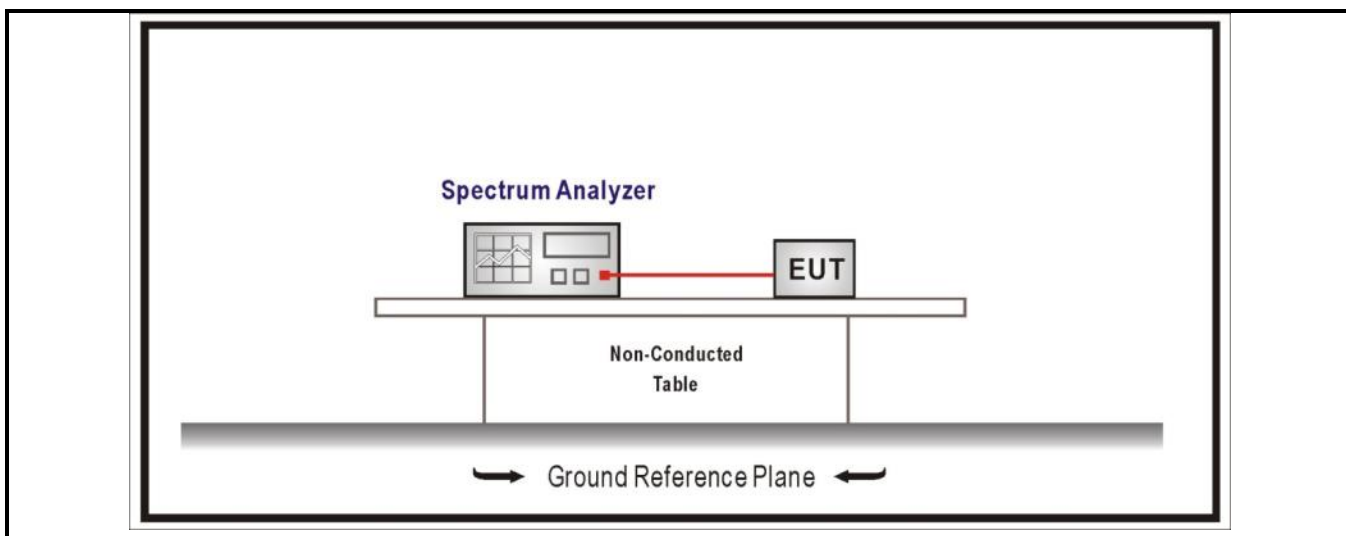 Spectrum Analyzer
EUT
Non-Conducted
Table
Ground Reference Plane